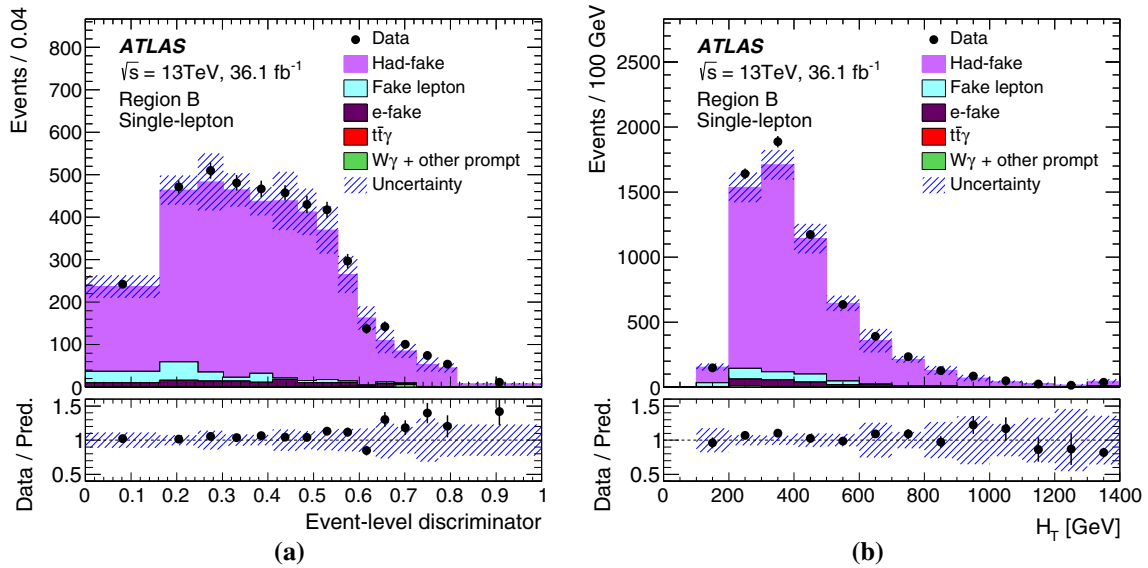 Events / 0.04
800
700
600
500
400
300
200
100
0
ATLAS
√s = 13TeV, 36.1 fb⁻¹
Region B
Single-lepton
Data
Had-fake
Fake lepton
e-fake
tt̄γ
Wγ + other prompt
Uncertainty
Data / Pred.
1.5
1
0.5
0 0.1 0.2 0.3 0.4 0.5 0.6 0.7 0.8 0.9 1
Event-level discriminator
(a)
Events / 100 GeV
2500
2000
1500
1000
500
0
ATLAS
√s = 13TeV, 36.1 fb⁻¹
Region B
Single-lepton
Data
Had-fake
Fake lepton
e-fake
tt̄γ
Wγ + other prompt
Uncertainty
Data / Pred.
1.5
1
0.5
0 200 400 600 800 1000 1200 1400
H_T [GeV]
(b)